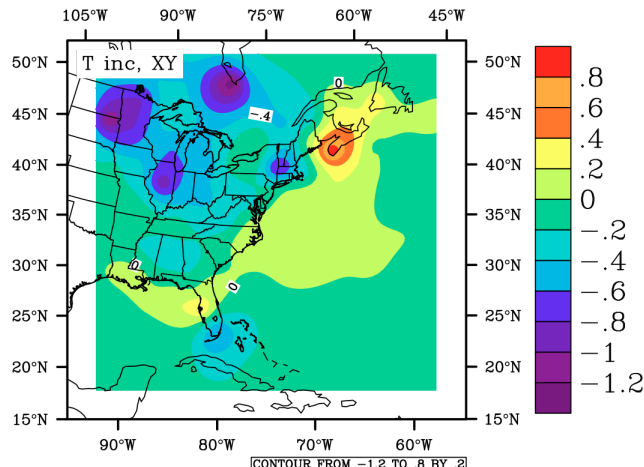 105°W 90°W 75°W 60°W 45°W
T inc, XY
50°N 50°N
45°N 45°N
40°N 40°N
35°N 35°N
30°N 30°N
25°N 25°N
20°N 20°N
15°N 15°N
0
-.4
0
0
90°W 80°W 70°W 60°W
CONTOUR FROM -1.2 TO .8 BY .2
.8
.6
.4
.2
0
-.2
-.4
-.6
-.8
-1
-1.2